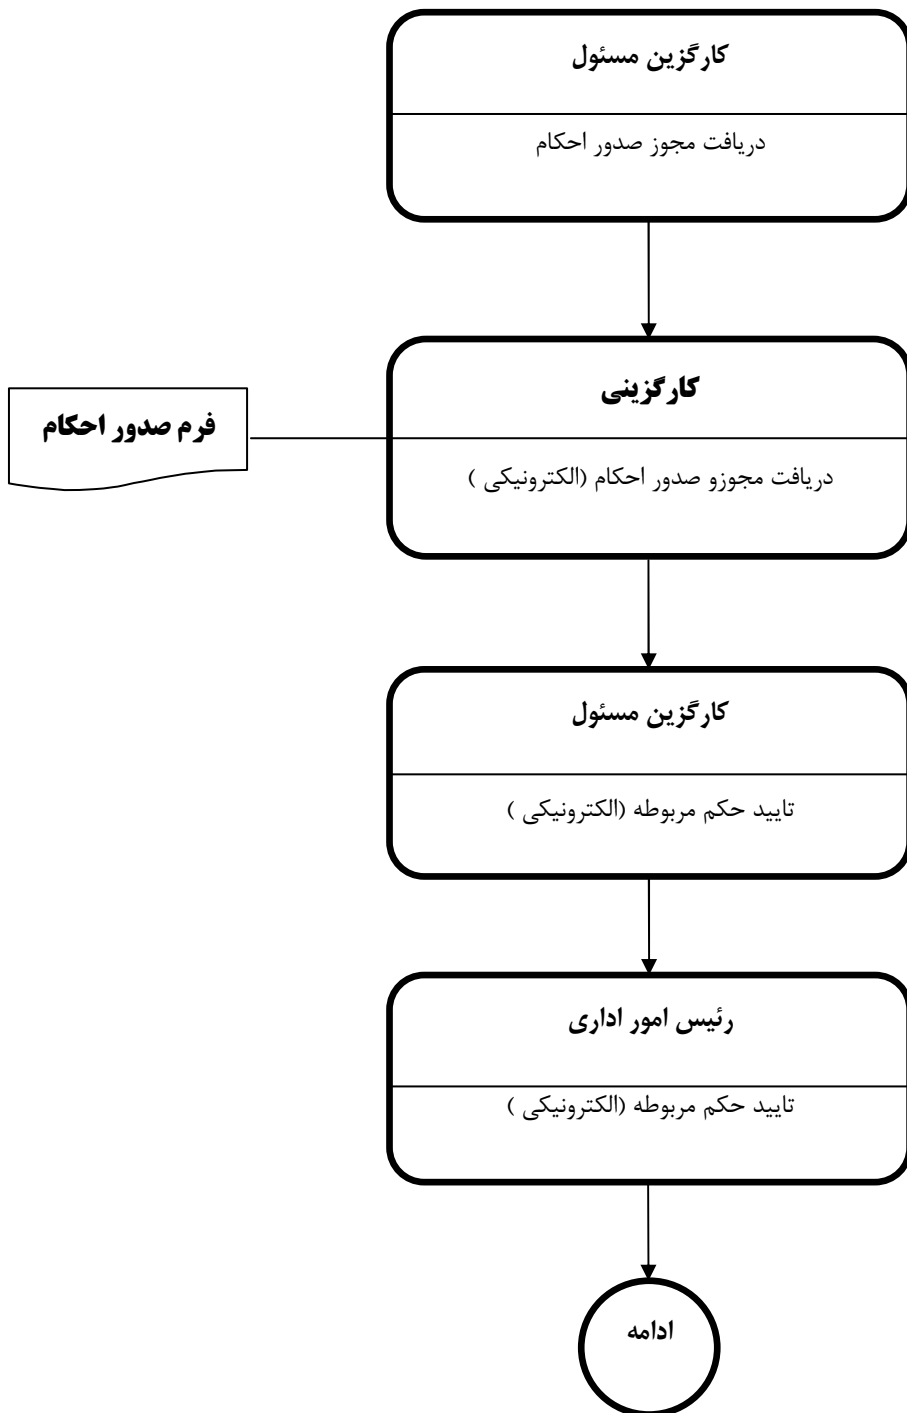 کارگزین مسئول
دریافت مجوز صدور احکام
کارگزینی
فرم صدور احکام
دریافت مجوزو صدور احکام (الکترونیکی )
کارگزین مسئول
تایید حکم مربوطه (الکترونیکی )
رئیس امور اداری
تایید حکم مربوطه (الکترونیکی )
ادامه